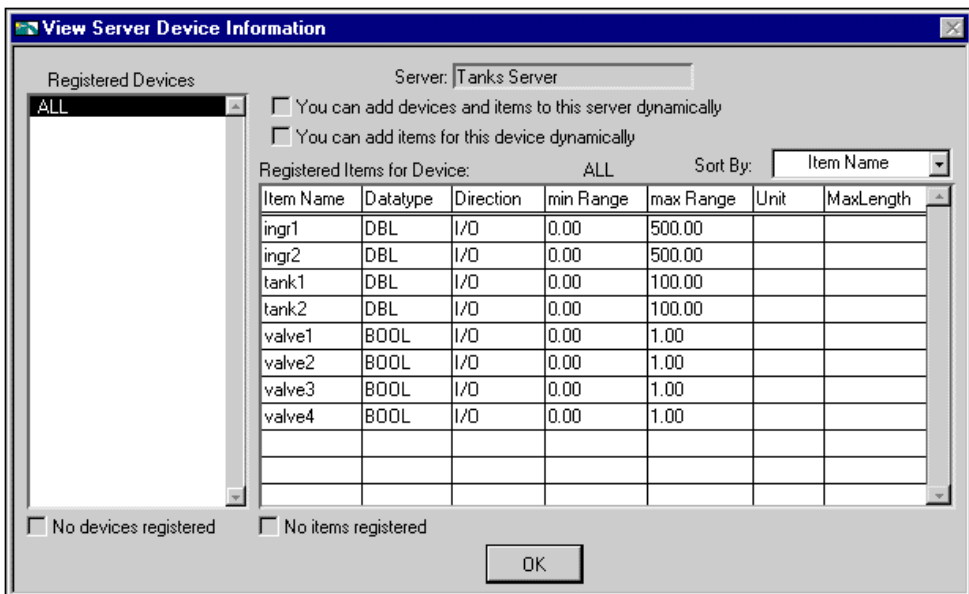 View Server Device Information
Registered Devices
ALL
Server: Tanks Server
You can add devices and items to this server dynamically
You can add items for this device dynamically
Registered Items for Device: ALL Sort By: Item Name
Item Name Datatype Direction min Range max Range Unit MaxLength
ingr1 DBL I/O 0.00 500.00
ingr2 DBL I/O 0.00 500.00
tank1 DBL I/O 0.00 100.00
tank2 DBL I/O 0.00 100.00
valve1 BOOL I/O 0.00 1.00
valve2 BOOL I/O 0.00 1.00
valve3 BOOL I/O 0.00 1.00
valve4 BOOL I/O 0.00 1.00
No devices registered
No items registered
OK